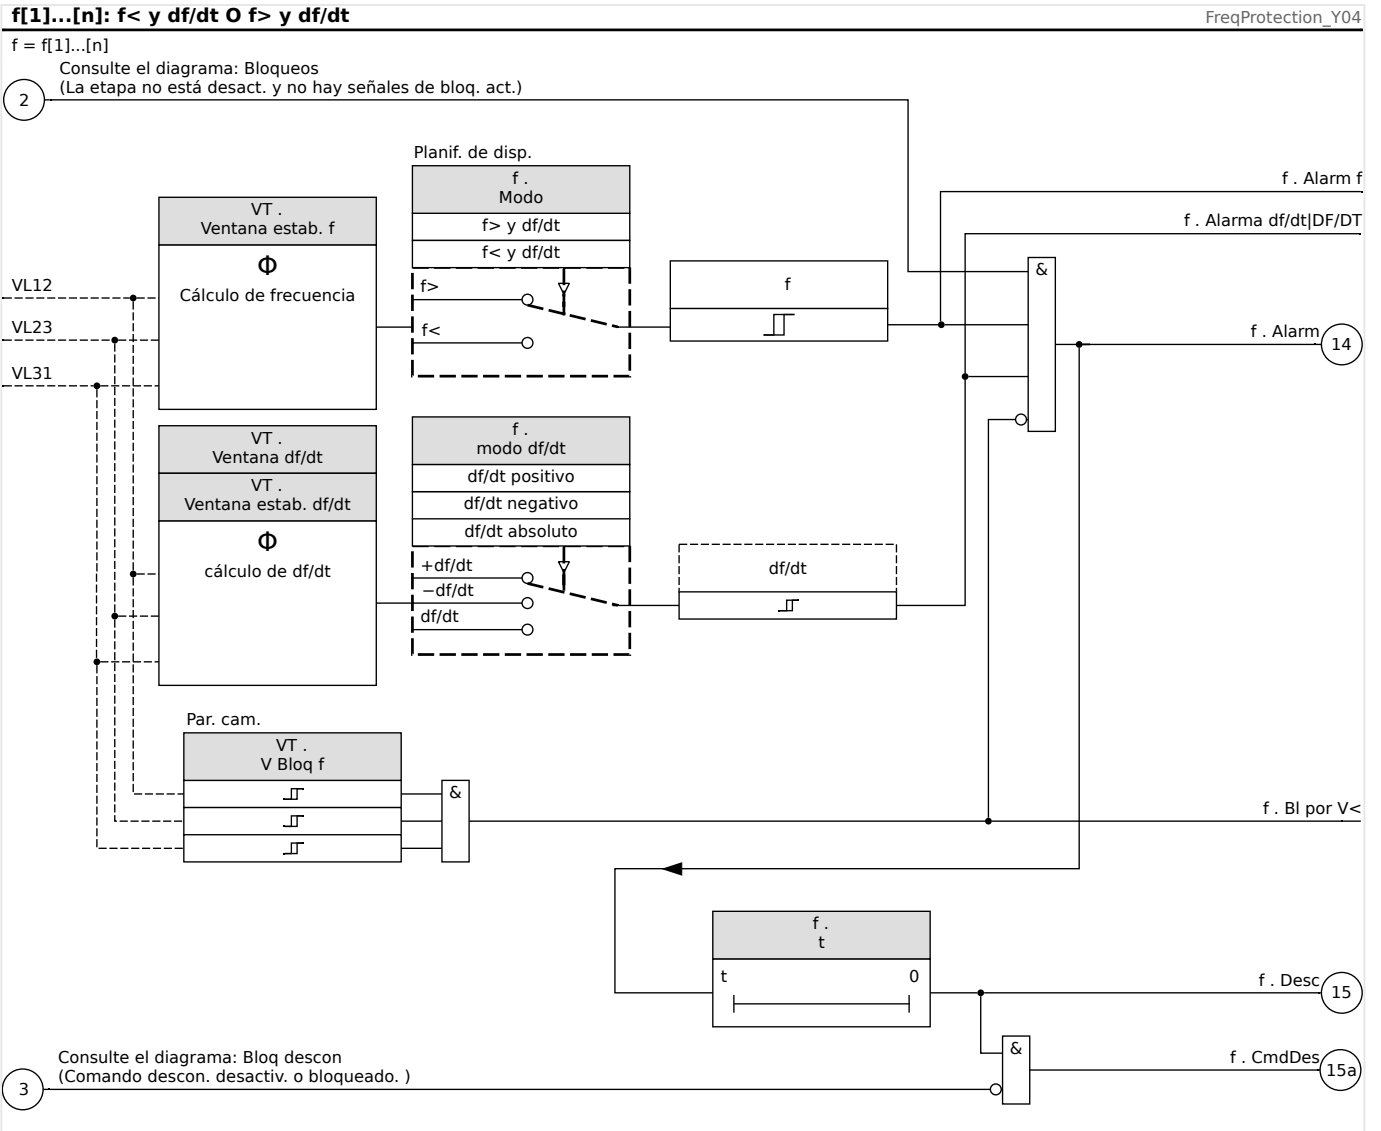 f[1]...[n]: f< y df/dt O f> y df/dt
FreqProtection_Y04
f = f[1]...[n]
Consulte el diagrama: Bloqueos
(La etapa no está desact. y no hay señales de bloq. act.)
2
Planif. de disp.
f .
Modo
f> y df/dt
f< y df/dt
f>
f<
VT .
Ventana estab. f
Φ
Cálculo de frecuencia
VL12
VL23
VL31
f
f . Alarm f
f . Alarma df/dt|DF/DT
&
f . Alarm
14
VT .
Ventana df/dt
VT .
Ventana estab. df/dt
Φ
cálculo de df/dt
f .
modo df/dt
df/dt positivo
df/dt negativo
df/dt absoluto
+df/dt
−df/dt
df/dt
df/dt
Par. cam.
VT .
V Bloq f
&
f . Bl por V<
f .
t
t 0
f . Desc
15
Consulte el diagrama: Bloq descon
(Comando descon. desactiv. o bloqueado. )
3
&
f . CmdDes
15a